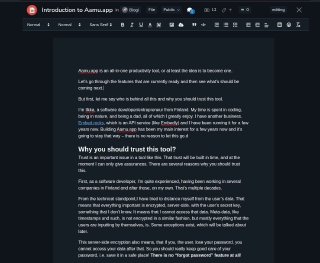 Introduction to Aamu.app in Blogi File Public 13 0 editing
Normal Normal Sans Serif B I U
Aamu.app is an all-in-one productivity tool, or at least the idea is to become one.
Let's go through the features that are currently ready and then see what's should be
coming next.)
But first, let me say who is behind all this and why you should trust this tool.
I'm Ilkka, a software developer/entrepreneur from Finland. My time is spent in coding,
being in nature, and being a dad, all of which I greatly enjoy. I have another business,
which is an API service (like Embedly) and I have been running it for a few
years now. Building Aamu.app has been my main interest for a few years now and it's
going to stay that way – there is no reason to let this go.
Why you should trust this tool?
Trust is an important issue in a tool like this. That trust will be built in time, and at the
moment I can only give assurances. There are several reasons why you should trust
this.
First, as a software developer, I'm quite experienced, having been working in several
companies in Finland and after those, on my own. That's multiple decades.
From the technical standpoint, I have tried to distance myself from the user's data. That
means that everything important is encrypted, server-side, with the user's secret key,
something that I don't know. It means that I cannot access that data. Meta-data, like
timestamps and such, is not encrypted in a similar fashion, but mostly everything that the
users are inputting by themselves, is. Some exceptions exist, which will be talked about
later.
This server-side-encryption also means, that if you, the user, lose your password, you
cannot access your data after that. So you should really keep good care of your
password, i.e. save it in a safe place! There is no "forgot password" feature at all!